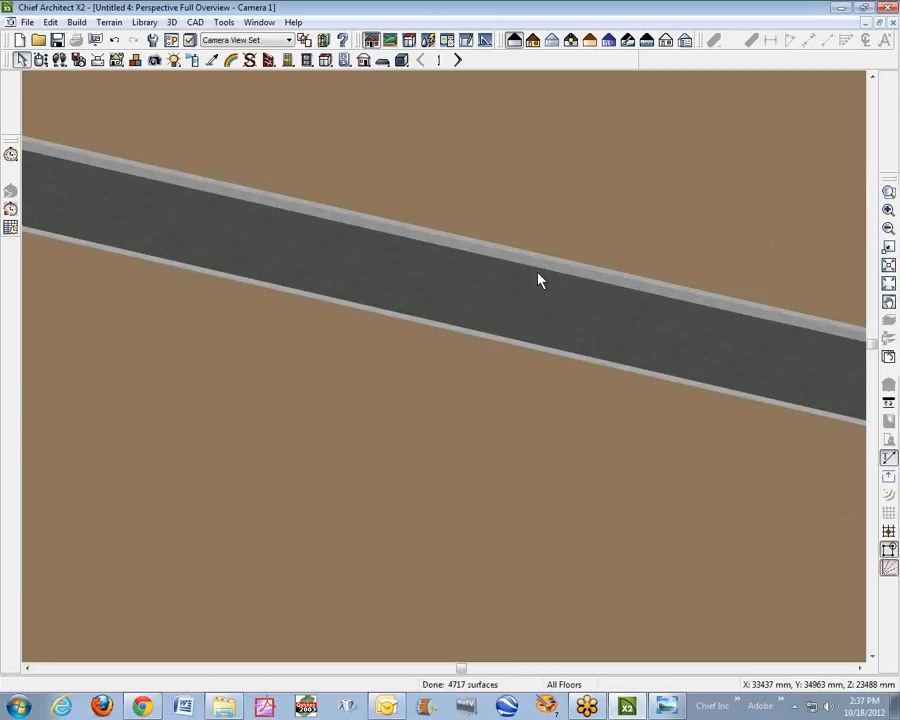 Chief Architect X2 - [Untitled 4: Perspective Full Overview - Camera 1]
File Edit Build Terrain Library 3D CAD Tools Window Help
Camera View Set
1
Done: 4717 surfaces
All Floors
X: 33437 mm, Y: 34963 mm, Z: 23488 mm
Chief Inc
Adobe
2:37 PM
10/18/2012